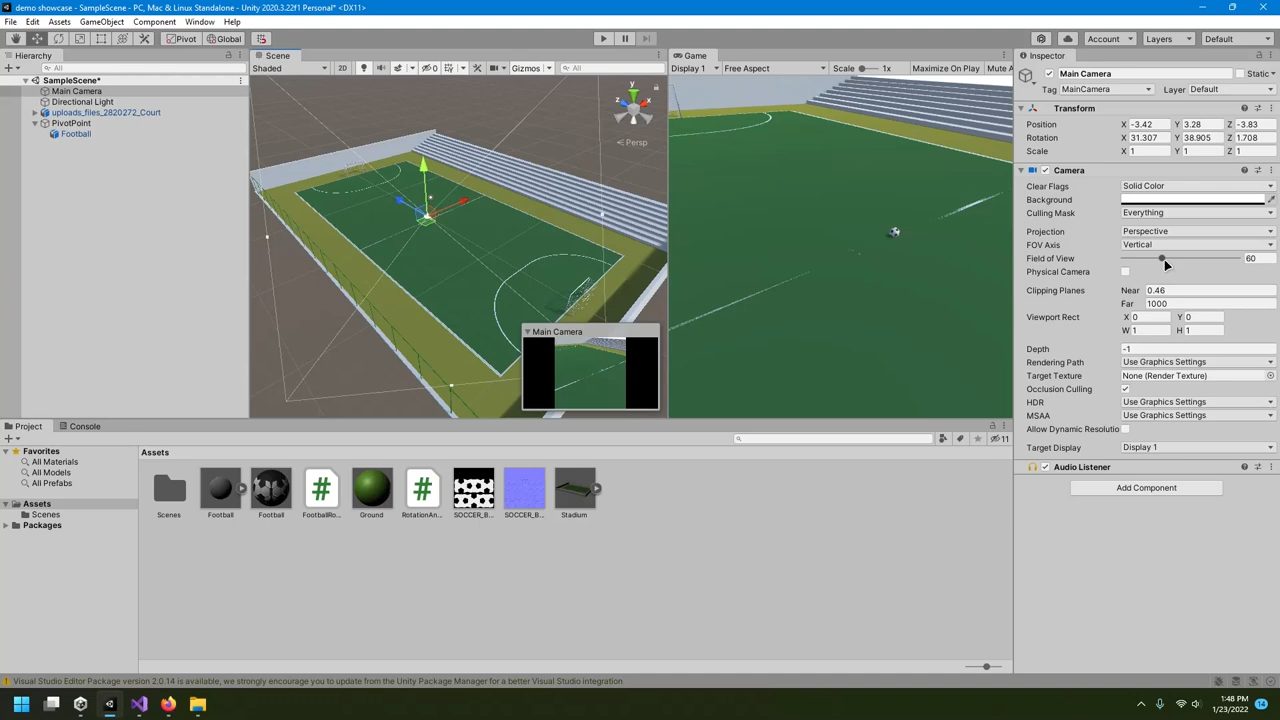 demo showcase - SampleScene - PC, Mac & Linux Standalone - Unity 2020.3.22f1 Personal* <DX11>
File Edit Assets GameObject Component Window Help
Pivot Global Account Layers Default
Hierarchy
All
SampleScene*
Main Camera
Directional Light
uploads_files_2820272_Court
PivotPoint
Football
Scene
Shaded 2D 0 Gizmos All
y
z x
Persp
Main Camera
Game
Display 1 Free Aspect Scale 1x Maximize On Play Mute A
Inspector
Main Camera Static
Tag MainCamera Layer Default
Transform
Position X -3.42 Y 3.28 Z -3.83
Rotation X 31.307 Y 38.905 Z 1.708
Scale X 1 Y 1 Z 1
Camera
Clear Flags Solid Color
Background
Culling Mask Everything
Projection Perspective
FOV Axis Vertical
Field of View 60
Physical Camera
Clipping Planes Near 0.46
Far 1000
Viewport Rect X 0 Y 0
W 1 H 1
Depth -1
Rendering Path Use Graphics Settings
Target Texture None (Render Texture)
Occlusion Culling
HDR Use Graphics Settings
MSAA Use Graphics Settings
Allow Dynamic Resolutio
Target Display Display 1
Audio Listener
Add Component
Project Console
11
Favorites
All Materials
All Models
All Prefabs
Assets
Scenes
Packages
Assets
Scenes Football Football FootballRo... Ground RotationAn... SOCCER_B... SOCCER_B... Stadium
Visual Studio Editor Package version 2.0.14 is available, we strongly encourage you to update from the Unity Package Manager for a better Visual Studio integration
1:48 PM
1/23/2022
14